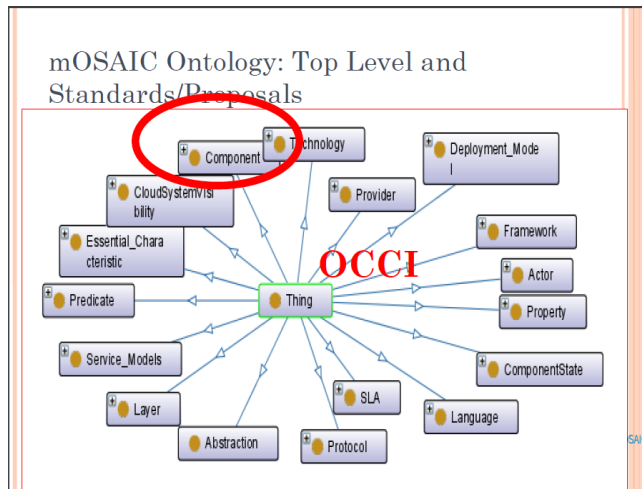 mOSAIC Ontology: Top Level and
Standards/Proposals
Component
Technology
Deployment_Mode
l
CloudSystemVisi
bility
Provider
Essential_Chara
cteristic
Framework
OCCI
Actor
Predicate
Thing
Property
Service_Models
ComponentState
SLA
Layer
Language
Abstraction
Protocol